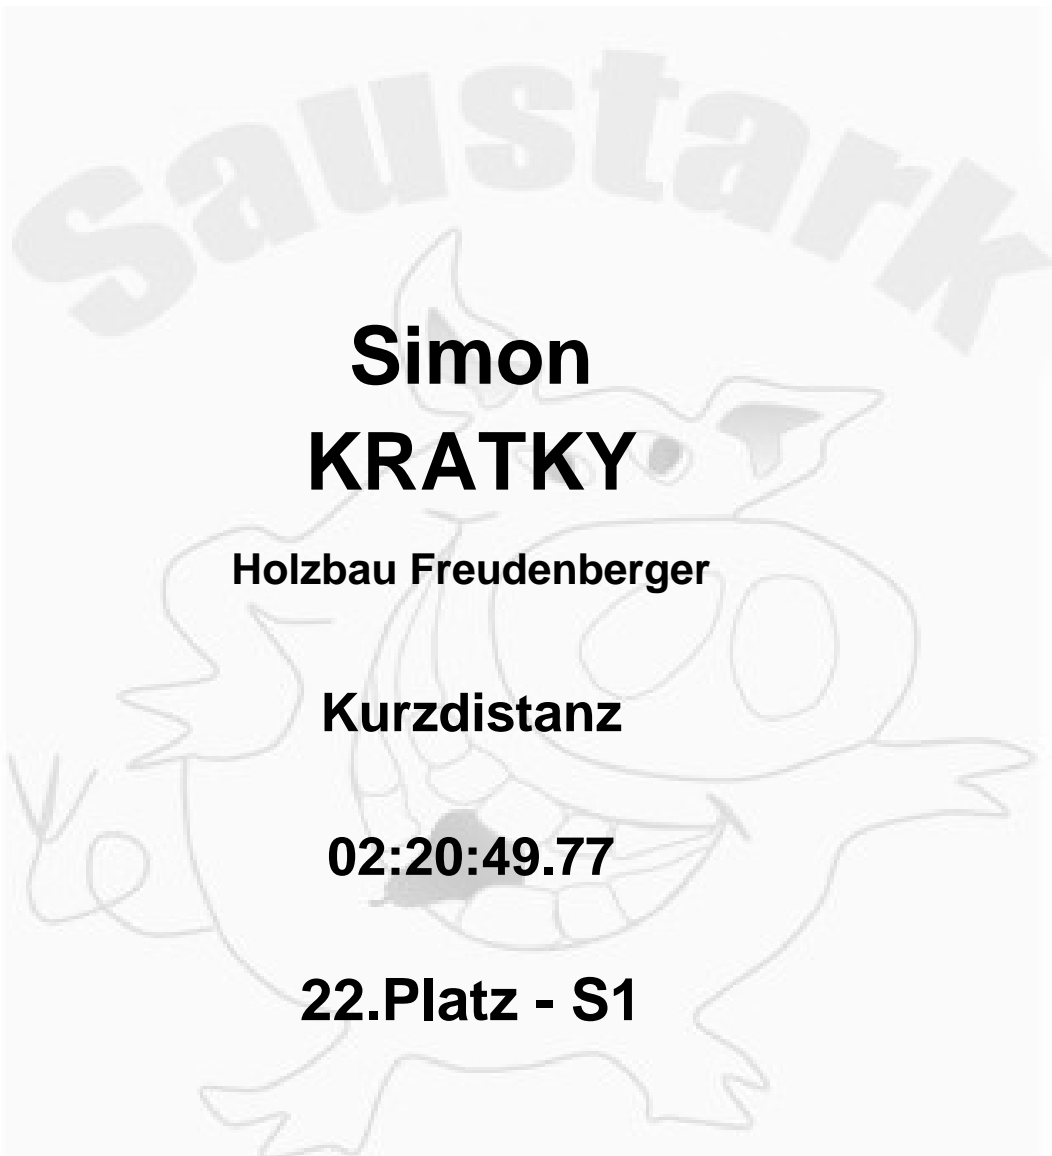 Saustark
Simon
KRATKY
Holzbau Freudenberger
Kurzdistanz
02:20:49.77
22.Platz - S1